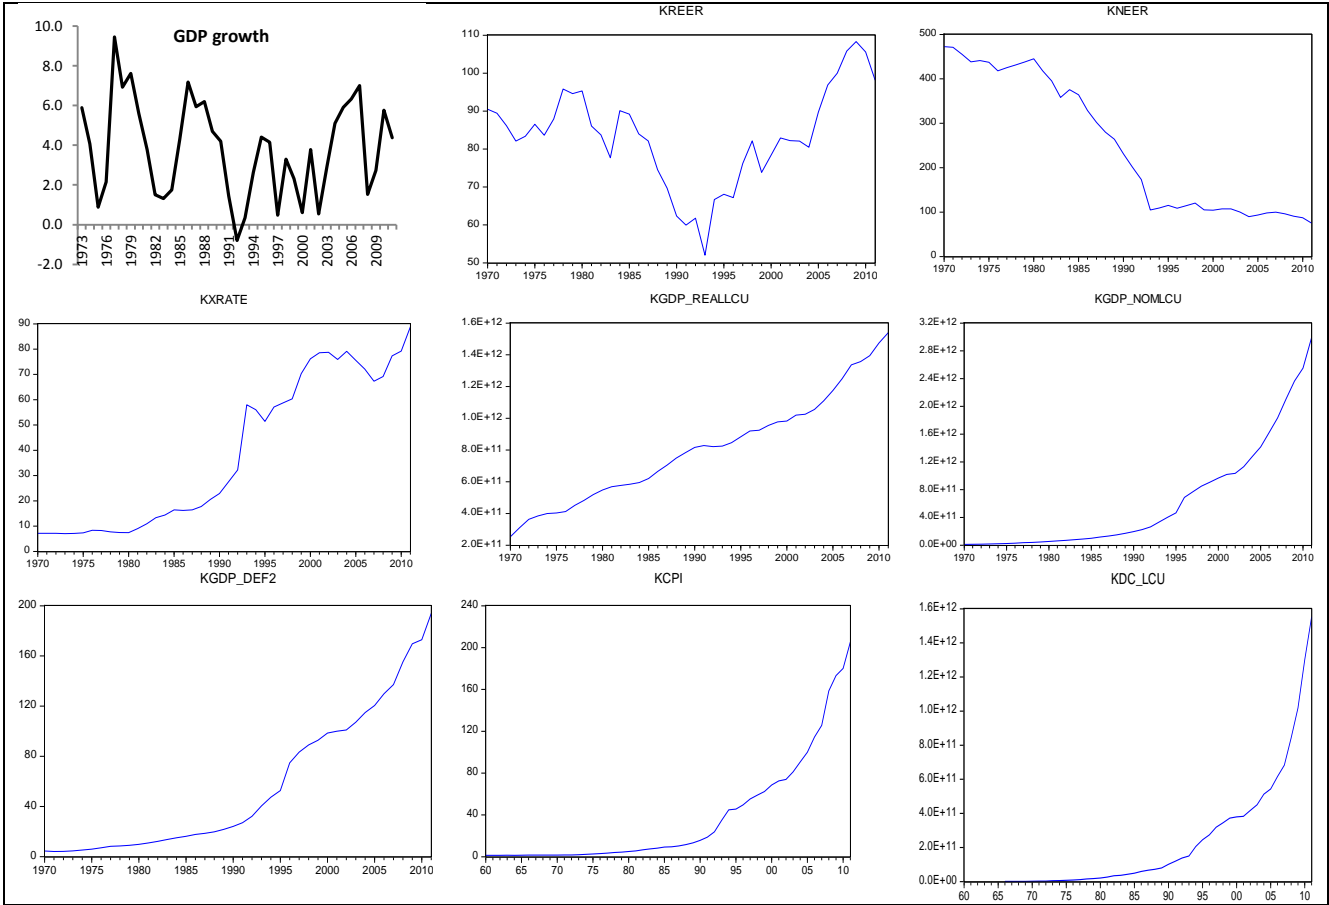 GDP growth
10.0
8.0
6.0
4.0
2.0
0.0
-2.0
1973 1976 1979 1982 1985 1988 1991 1994 1997 2000 2003 2006 2009
KREER
110
100
90
80
70
60
50
1970 1975 1980 1985 1990 1995 2000 2005 2010
KNEER
500
400
300
200
100
0
1970 1975 1980 1985 1990 1995 2000 2005 2010
KXRATE
90
80
70
60
50
40
30
20
10
0
1970 1975 1980 1985 1990 1995 2000 2005 2010
KGDP_REALLCU
1.6E+12
1.4E+12
1.2E+12
1.0E+12
8.0E+11
6.0E+11
4.0E+11
2.0E+11
1970 1975 1980 1985 1990 1995 2000 2005 2010
KGDP_NOMLCU
3.2E+12
2.8E+12
2.4E+12
2.0E+12
1.6E+12
1.2E+12
8.0E+11
4.0E+11
0.0E+00
1970 1975 1980 1985 1990 1995 2000 2005 2010
KGDP_DEF2
200
160
120
80
40
0
1970 1975 1980 1985 1990 1995 2000 2005 2010
KCPI
240
200
160
120
80
40
0
60 65 70 75 80 85 90 95 00 05 10
KDC_LCU
1.6E+12
1.4E+12
1.2E+12
1.0E+12
8.0E+11
6.0E+11
4.0E+11
2.0E+11
0.0E+00
60 65 70 75 80 85 90 95 00 05 10